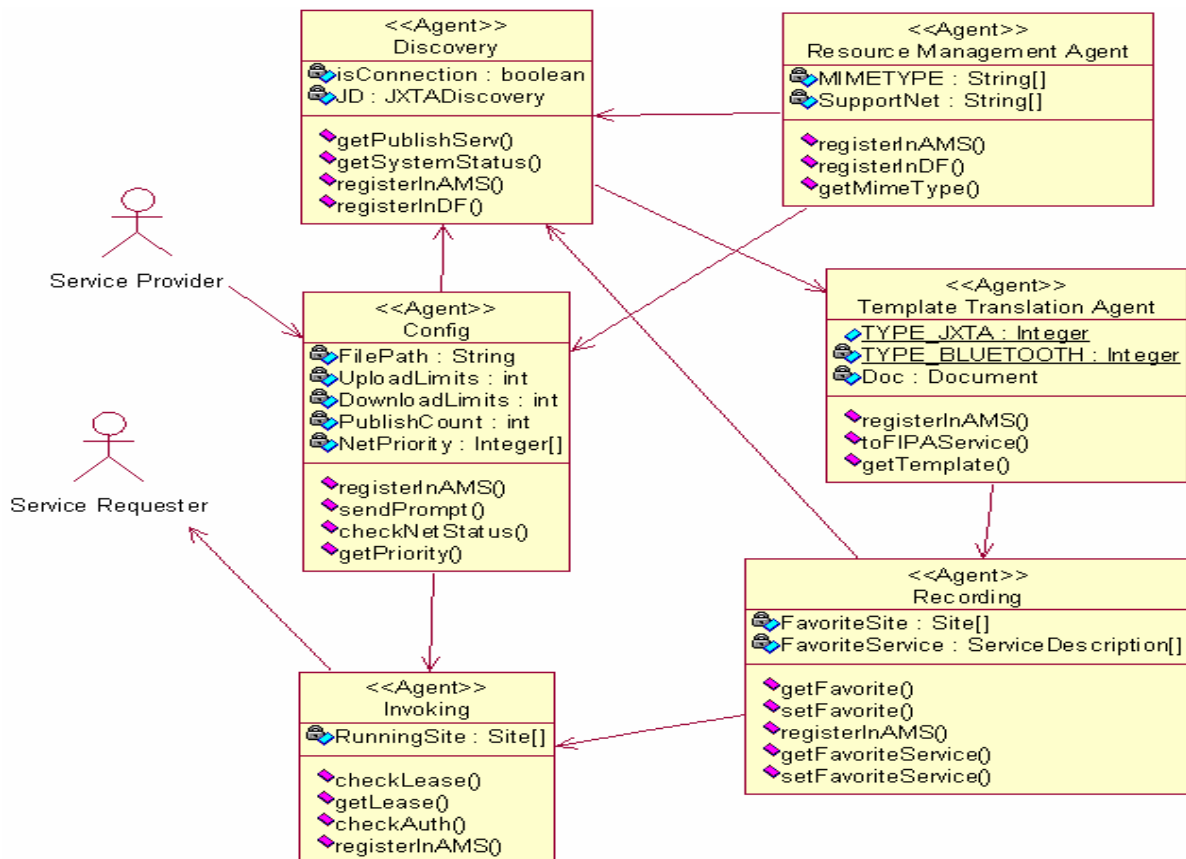 <<Agent>>
Discovery
isConnection : boolean
JD : JXTADiscovery
getPublishServ()
getSystemStatus()
registerInAMS()
registerInDF()
<<Agent>>
Resource Management Agent
MIMETYPE : String[]
SupportNet : String[]
registerInAMS()
registerInDF()
getMimeType()
Service Provider
<<Agent>>
Config
FilePath : String
UploadLimits : int
DownloadLimits : int
PublishCount : int
NetPriority : Integer[]
registerInAMS()
sendPrompt()
checkNetStatus()
getPriority()
<<Agent>>
Template Translation Agent
TYPE_JXTA : Integer
TYPE_BLUETOOTH : Integer
Doc : Document
registerInAMS()
toFIPAService()
getTemplate()
Service Requester
<<Agent>>
Recording
FavoriteSite : Site[]
FavoriteService : ServiceDescription[]
getFavorite()
setFavorite()
registerInAMS()
getFavoriteService()
setFavoriteService()
<<Agent>>
Invoking
RunningSite : Site[]
checkLease()
getLease()
checkAuth()
registerInAMS()